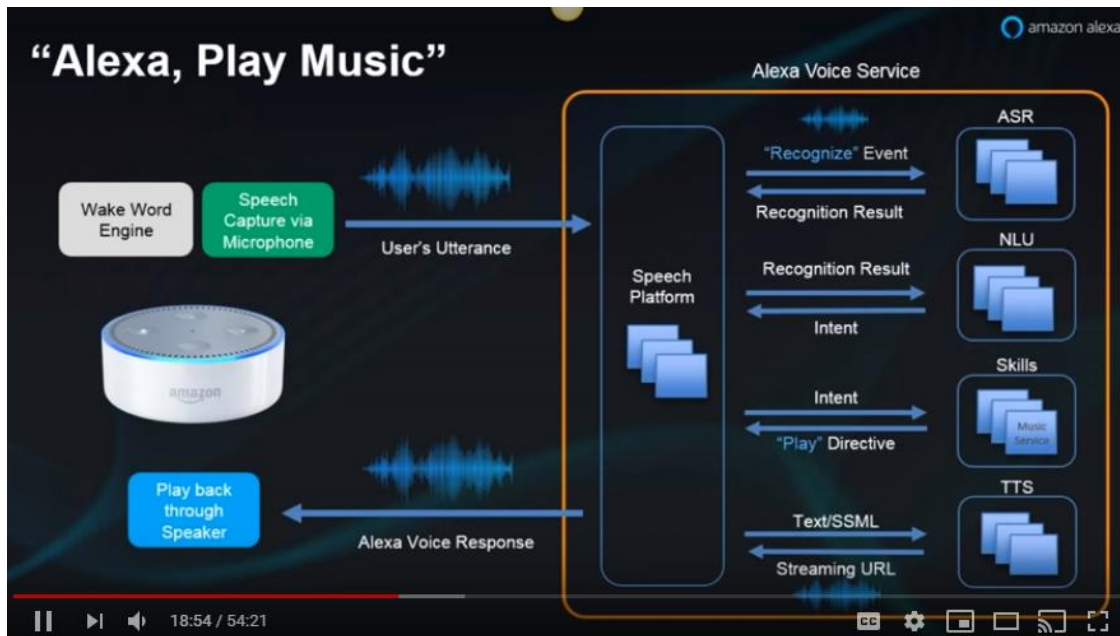 amazon alexa
“Alexa, Play Music”
Alexa Voice Service
Wake Word
Engine
Speech
Capture via
Microphone
User's Utterance
amazon
Play back
through
Speaker
Alexa Voice Response
Speech
Platform
“Recognize” Event
Recognition Result
ASR
Recognition Result
Intent
NLU
Intent
“Play” Directive
Skills
Music
Service
Text/SSML
Streaming URL
TTS
18:54 / 54:21
CC